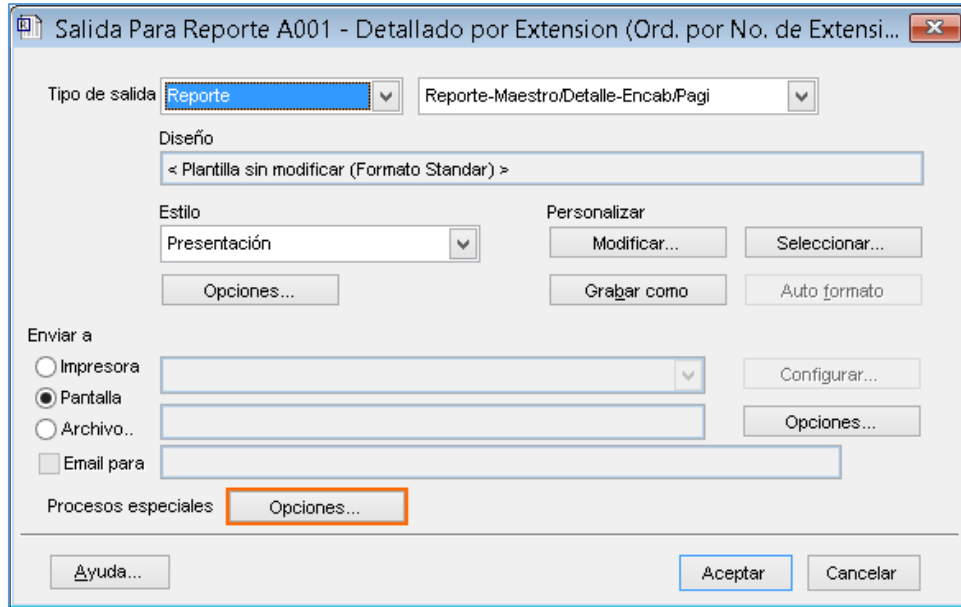 Salida Para Reporte A001 - Detallado por Extension (Ord. por No. de Extensi...
Tipo de salida Reporte Reporte-Maestro/Detalle-Encab/Pagi
Diseño
< Plantilla sin modificar (Formato Standar) >
Estilo Personalizar
Presentación Modificar... Seleccionar...
Opciones... Grabar como Auto formato
Enviar a
Impresora Configurar...
Pantalla
Archivo.. Opciones...
Email para
Procesos especiales Opciones...
Ayuda... Aceptar Cancelar